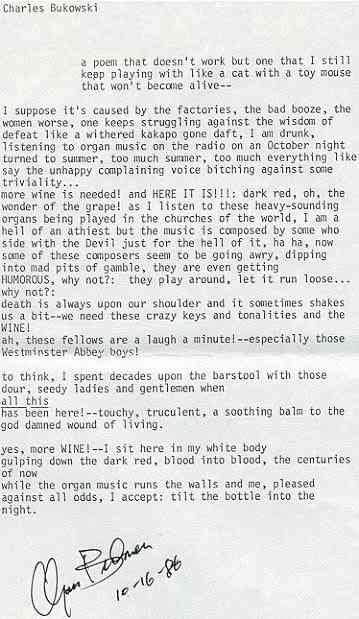 Charles Bukowski
a poem that doesn't work but one that I still
keep playing with like a cat with a toy mouse
that won't become alive--
I suppose it's caused by the factories, the bad booze, the
women worse, one keeps struggling against the wisdom of
defeat like a withered kakapo gone daft, I am drunk,
listening to organ music on the radio on an October night
turned to summer, too much summer, too much everything like
say the unhappy complaining voice bitching against some
triviality...
more wine is needed! and HERE IT IS!!!: dark red, oh, the
wonder of the grape! as I listen to these heavy-sounding
organs being played in the churches of the world, I am a
hell of an athiest but the music is composed by some who
side with the Devil just for the hell of it, ha ha, now
some of these composers seem to be going awry, dipping
into mad pits of gamble, they are even getting
HUMOROUS, why not?: they play around, let it run loose...
why not?:
death is always upon our shoulder and it sometimes shakes
us a bit--we need these crazy keys and tonalities and the
WINE!
ah, these fellows are a laugh a minute!--especially those
Westminster Abbey boys!
to think, I spent decades upon the barstool with those
dour, seedy ladies and gentlemen when
all this
has been here!--touchy, truculent, a soothing balm to the
god damned wound of living.
yes, more WINE!--I sit here in my white body
gulping down the dark red, blood into blood, the centuries
of now
while the organ music runs the walls and me, pleased
against all odds, I accept: tilt the bottle into the
night.
10-16-86